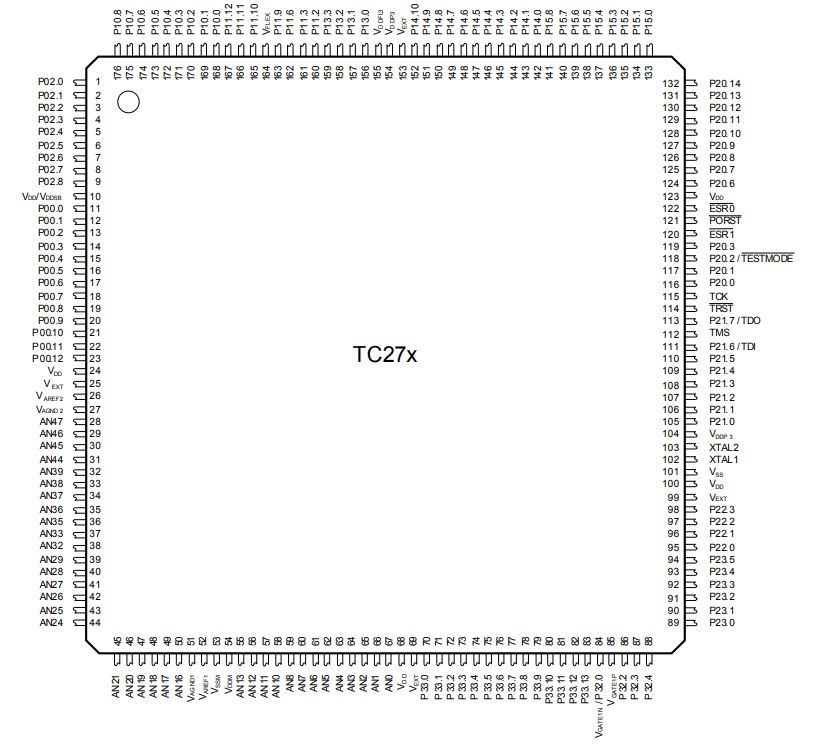 P10.8 P10.7 P10.6 P10.5 P10.4 P10.3 P10.2 P10.1 P10.0 P11.12 P11.11 P11.10 VFLEX P11.9 P11.6 P11.3 P11.2 P13.3 P13.2 P13.1 P13.0 VDDFl3 VDDP3 VEXT P14.10 P14.9 P14.8 P14.7 P14.6 P14.5 P14.4 P14.3 P14.2 P14.1 P14.0 P15.8 P15.7 P15.6 P15.5 P15.4 P15.3 P15.2 P15.1 P15.0
176 175 174 173 172 171 170 169 168 167 166 165 164 163 162 161 160 159 158 157 156 155 154 153 152 151 150 149 148 147 146 145 144 143 142 141 140 139 138 137 136 135 134 133
P02.0 1 132 P20.14
P02.1 2 131 P20.13
P02.2 3 130 P20.12
P02.3 4 129 P20.11
P02.4 5 128 P20.10
P02.5 6 127 P20.9
P02.6 7 126 P20.8
P02.7 8 125 P20.7
P02.8 9 124 P20.6
VDD/VDDSB 10 123 VDD
P00.0 11 122 ESR0
P00.1 12 121 PORST
P00.2 13 120 ESR1
P00.3 14 119 P20.3
P00.4 15 118 P20.2/TESTMODE
P00.5 16 117 P20.1
P00.6 17 116 P20.0
P00.7 18 115 TCK
P00.8 19 114 TRST
P00.9 20 113 P21.7/TDO
P00.10 21 112 TMS
P00.11 22 111 P21.6/TDI
P00.12 23 110 P21.5
VDD 24 109 P21.4
VEXT 25 108 P21.3
VAREF2 26 107 P21.2
VAGND2 27 106 P21.1
AN47 28 105 P21.0
AN46 29 104 VDDP3
AN45 30 103 XTAL2
AN44 31 102 XTAL1
AN39 32 101 VSS
AN38 33 100 VDD
AN37 34 99 VEXT
AN36 35 98 P22.3
AN35 36 97 P22.2
AN33 37 96 P22.1
AN32 38 95 P22.0
AN29 39 94 P23.5
AN28 40 93 P23.4
AN27 41 92 P23.3
AN26 42 91 P23.2
AN25 43 90 P23.1
AN24 44 89 P23.0
TC27x
45 46 47 48 49 50 51 52 53 54 55 56 57 58 59 60 61 62 63 64 65 66 67 68 69 70 71 72 73 74 75 76 77 78 79 80 81 82 83 84 85 86 87 88
AN21 AN20 AN19 AN18 AN17 AN16 VAGND1 VAREF1 VSSM VDDM AN13 AN12 AN11 AN10 AN8 AN7 AN6 AN5 AN4 AN3 AN2 AN1 AN0 VDD VEXT P33.0 P33.1 P33.2 P33.3 P33.4 P33.5 P33.6 P33.7 P33.8 P33.9 P33.10 P33.11 P33.12 P33.13 VGATE1N/P32.0 VGATE1P P32.2 P32.3 P32.4